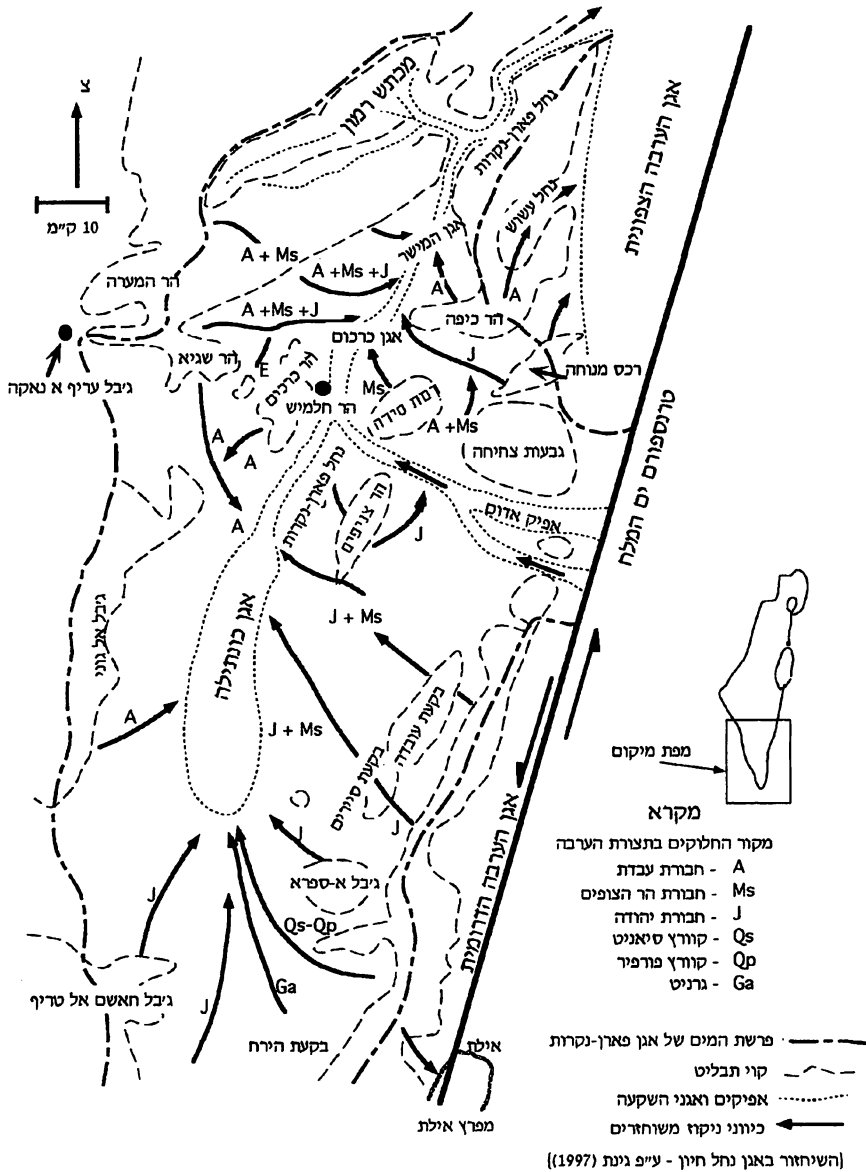 צ
10 ק"מ
מכתש רמון
נחל פארן-נקרות
אגן הערבה הצפונית
נחל עשוש
אגן המישר
A + Ms
A + Ms + J
A + Ms + J
הר המערה
A
A
הר כיפה
אגן כרכום
J
ג'בל עריף א נאקה
הר שגיא
E
הר כרכים
Ms
רמת סירה
רכס מנוחה
הר חלמיש
A + Ms
גבעות צחיחה
A
A
A
נחל פארן-נקרות
הר צניפים
J
אפיק אדום
טרנספורם ים המלח
J + Ms
אגן כונתילה
ג'בל אל גוני
A
J + Ms
בקעת עובדה
בקעת סיירים
J
J
ג'בל א-ספרא
אגן הערבה הדרומית
Qs-Qp
J
Ga
J
ג'בל חאשם אל טריף
בקעת הירח
אילת
מפרץ אילת
מפת מיקום
מקרא
מקור החלוקים בתצורת הערבה
A - חבורת עבדת
Ms - חבורת הר הצופים
J - חבורת יהודה
Qs - קוורץ סיאניט
Qp - קוורץ פורפיר
Ga - גרניט
פרשת המים של אגן פארן-נקרות
קוי תבליט
אפיקים ואגני השקעה
כיווני ניקוז משוחזרים
(השיחזור באגן נחל חיון - ע"פ גינת (1997))